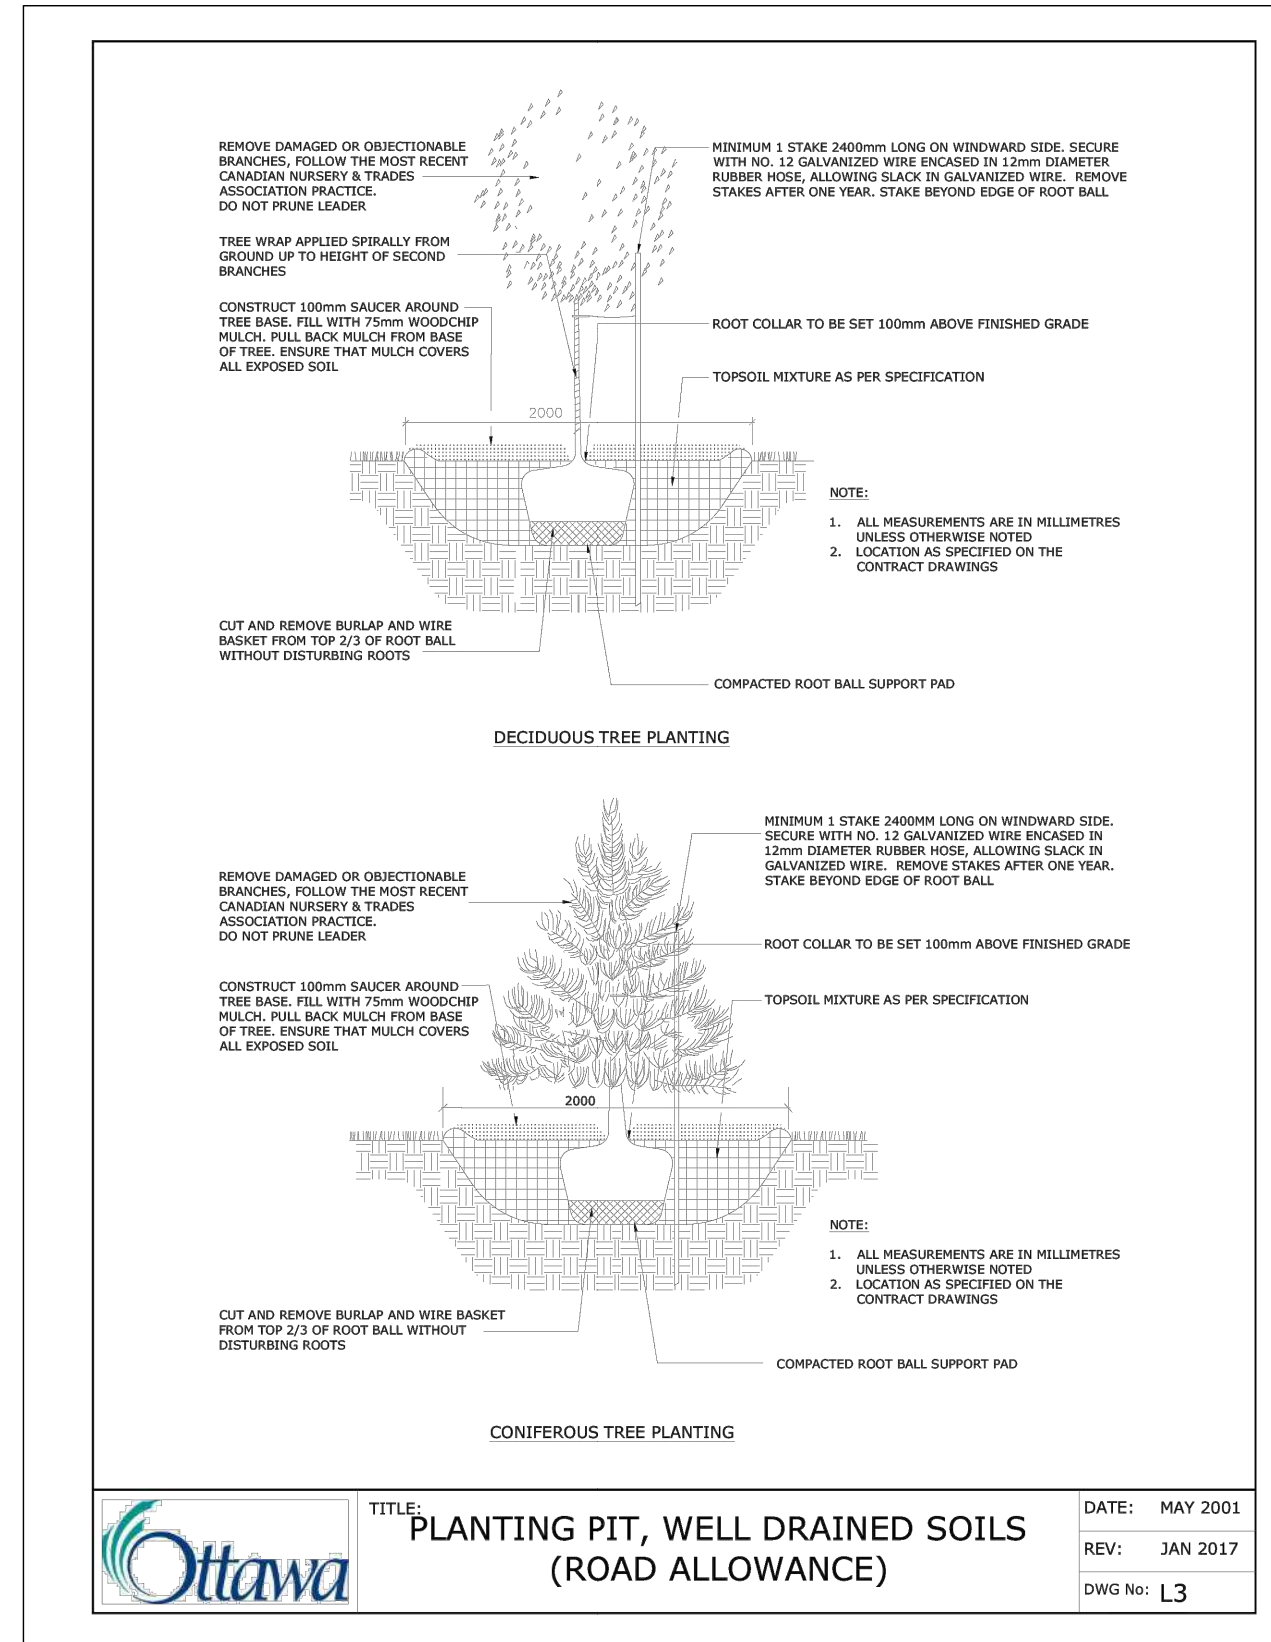 REMOVE DAMAGED OR OBJECTIONABLE
BRANCHES, FOLLOW THE MOST RECENT
CANADIAN NURSERY & TRADES
ASSOCIATION PRACTICE.
DO NOT PRUNE LEADER
MINIMUM 1 STAKE 2400mm LONG ON WINDWARD SIDE. SECURE
WITH NO. 12 GALVANIZED WIRE ENCASED IN 12mm DIAMETER
RUBBER HOSE, ALLOWING SLACK IN GALVANIZED WIRE. REMOVE
STAKES AFTER ONE YEAR. STAKE BEYOND EDGE OF ROOT BALL
TREE WRAP APPLIED SPIRALLY FROM
GROUND UP TO HEIGHT OF SECOND
BRANCHES
CONSTRUCT 100mm SAUCER AROUND
TREE BASE. FILL WITH 75mm WOODCHIP
MULCH. PULL BACK MULCH FROM BASE
OF TREE. ENSURE THAT MULCH COVERS
ALL EXPOSED SOIL
ROOT COLLAR TO BE SET 100mm ABOVE FINISHED GRADE
TOPSOIL MIXTURE AS PER SPECIFICATION
2000
NOTE:
1. ALL MEASUREMENTS ARE IN MILLIMETRES
UNLESS OTHERWISE NOTED
2. LOCATION AS SPECIFIED ON THE
CONTRACT DRAWINGS
CUT AND REMOVE BURLAP AND WIRE
BASKET FROM TOP 2/3 OF ROOT BALL
WITHOUT DISTURBING ROOTS
COMPACTED ROOT BALL SUPPORT PAD
DECIDUOUS TREE PLANTING
MINIMUM 1 STAKE 2400MM LONG ON WINDWARD SIDE.
SECURE WITH NO. 12 GALVANIZED WIRE ENCASED IN
12mm DIAMETER RUBBER HOSE, ALLOWING SLACK IN
GALVANIZED WIRE. REMOVE STAKES AFTER ONE YEAR.
STAKE BEYOND EDGE OF ROOT BALL
REMOVE DAMAGED OR OBJECTIONABLE
BRANCHES, FOLLOW THE MOST RECENT
CANADIAN NURSERY & TRADES
ASSOCIATION PRACTICE.
DO NOT PRUNE LEADER
ROOT COLLAR TO BE SET 100mm ABOVE FINISHED GRADE
CONSTRUCT 100mm SAUCER AROUND
TREE BASE. FILL WITH 75mm WOODCHIP
MULCH. PULL BACK MULCH FROM BASE
OF TREE. ENSURE THAT MULCH COVERS
ALL EXPOSED SOIL
TOPSOIL MIXTURE AS PER SPECIFICATION
2000
NOTE:
1. ALL MEASUREMENTS ARE IN MILLIMETRES
UNLESS OTHERWISE NOTED
2. LOCATION AS SPECIFIED ON THE
CONTRACT DRAWINGS
CUT AND REMOVE BURLAP AND WIRE BASKET
FROM TOP 2/3 OF ROOT BALL WITHOUT
DISTURBING ROOTS
COMPACTED ROOT BALL SUPPORT PAD
CONIFEROUS TREE PLANTING
Ottawa
TITLE:
PLANTING PIT, WELL DRAINED SOILS
(ROAD ALLOWANCE)
DATE: MAY 2001
REV: JAN 2017
DWG No: L3